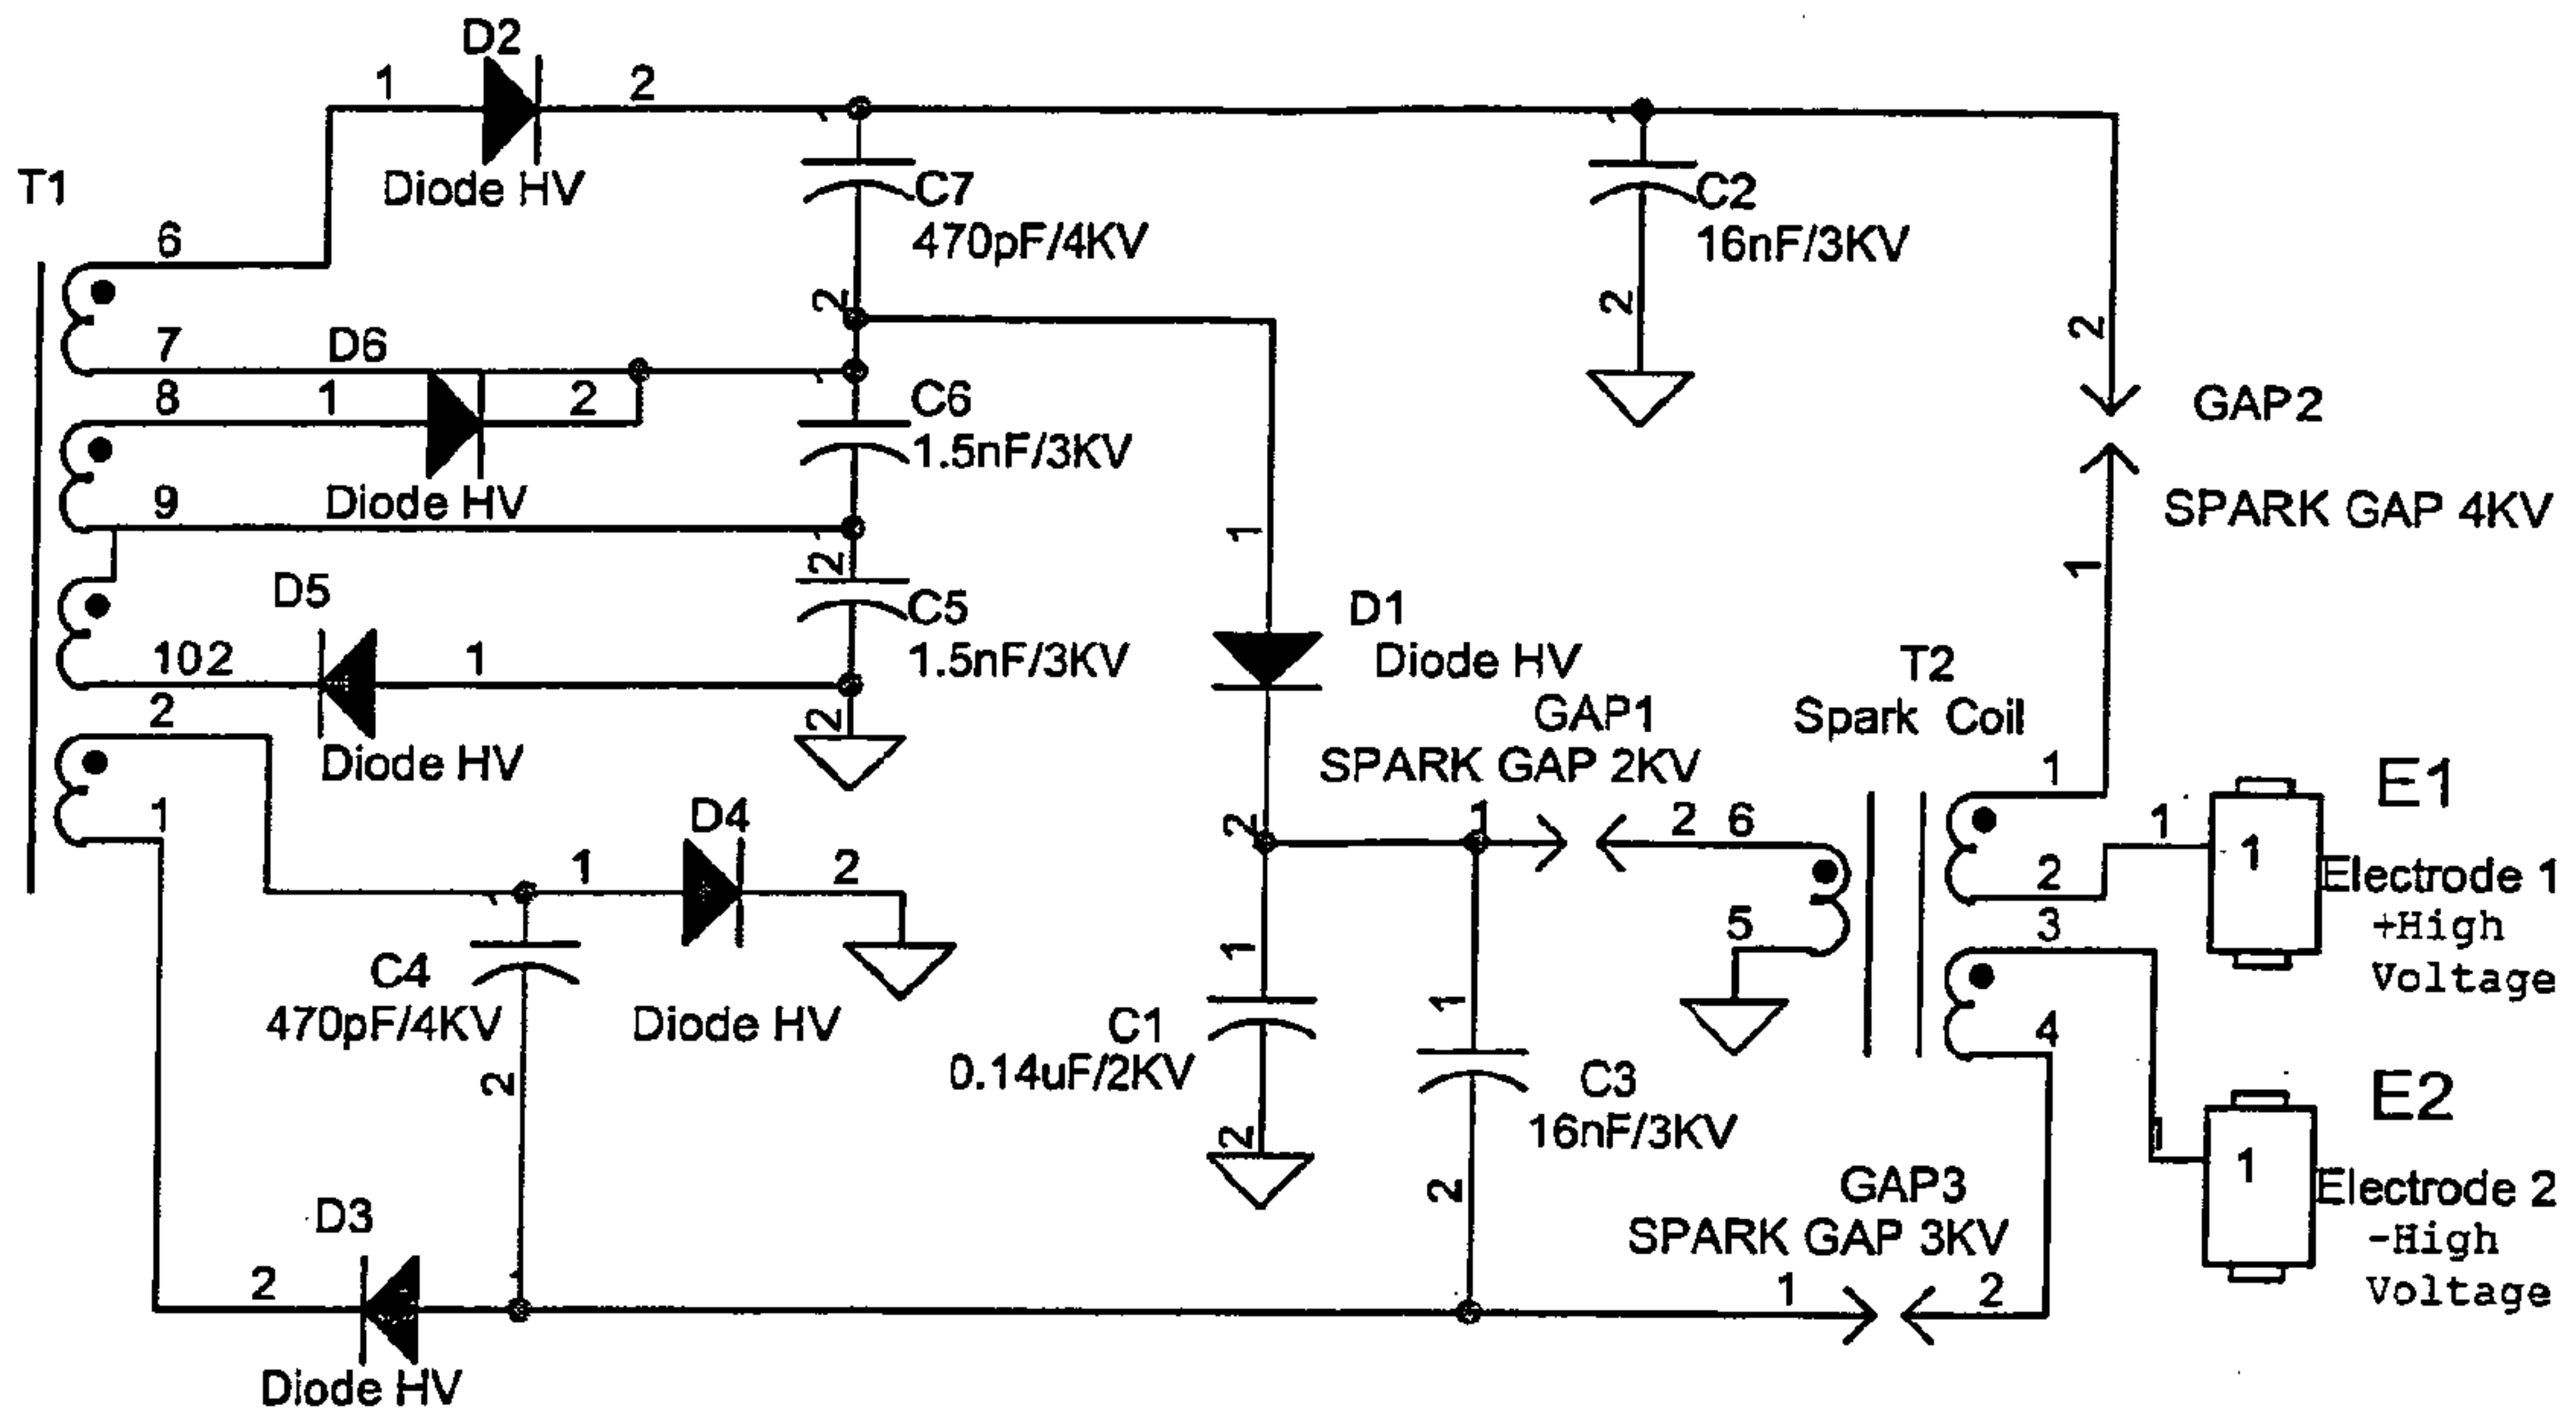 D2
1
2
Diode HV
T1
C7
470pF/4KV
C2
16nF/3KV
6
2
2
2
7
D6
8
1
2
C6
1.5nF/3KV
GAP2
9
Diode HV
SPARK GAP 4KV
1
2
1
D5
C5
1.5nF/3KV
D1
Diode HV
T2
Spark Coil
102
1
2
2
Diode HV
GAP1
SPARK GAP 2KV
1
1
D4
2
1
2
6
1
E1
1
1
2
2
Electrode 1
+High
Voltage
5
3
C4
470pF/4KV
Diode HV
1
C1
0.14uF/2KV
1
C3
16nF/3KV
4
2
2
2
E2
1
1
Electrode 2
-High
Voltage
D3
GAP3
SPARK GAP 3KV
2
1
1
2
Diode HV